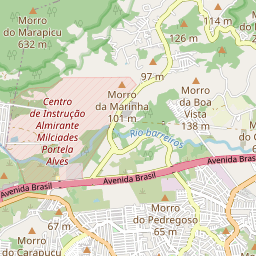 Morro
do Marapicu
632 m
114 m
126 m
97 m
Centro
de Instrução
Almirante
Milcíades
Portela
Alves
Morro
da Marinha
101 m
Morro
da Boa
Vista
138 m
Rio barreiros
Avenida Brasil
Avenida Brasil
Avenida Brasil
67 m
Morro
do Carapuçu
Morro
do Pedregoso
65 m
Morro